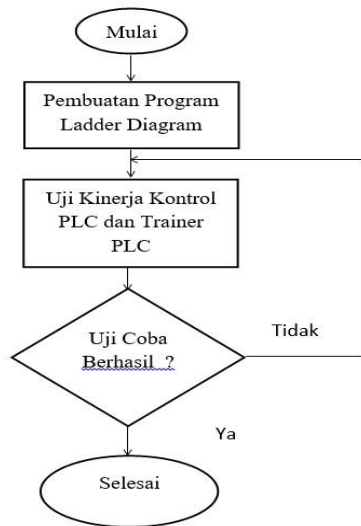 Mulai
Pembuatan Program
Ladder Diagram
Uji Kinerja Kontrol
PLC dan Trainer
PLC
Uji Coba
Berhasil ?
Tidak
Ya
Selesai